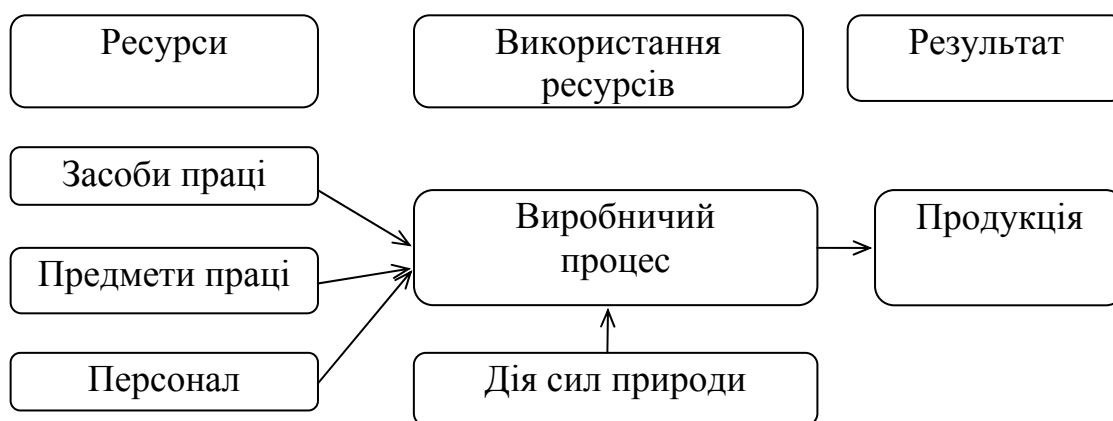 Ресурси
Використання
ресурсів
Результат
Засоби праці
Предмети праці
Персонал
Виробничий
процес
Дія сил природи
Продукція